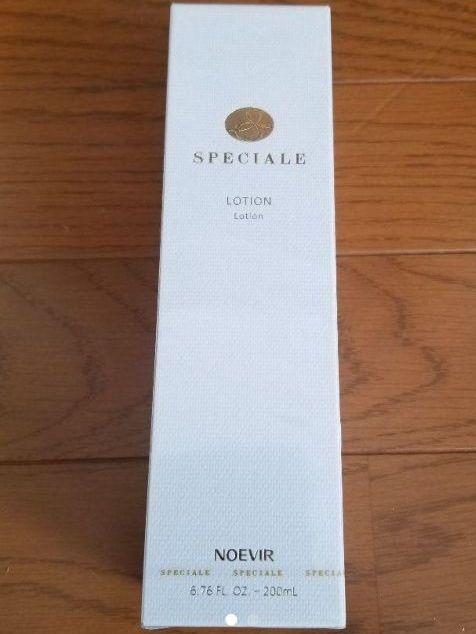 SPECIALE
LOTION
Lotion
NOEVIR
SPECIALE SPECIALE SPECIA
6.76 FL. OZ. - 200mL